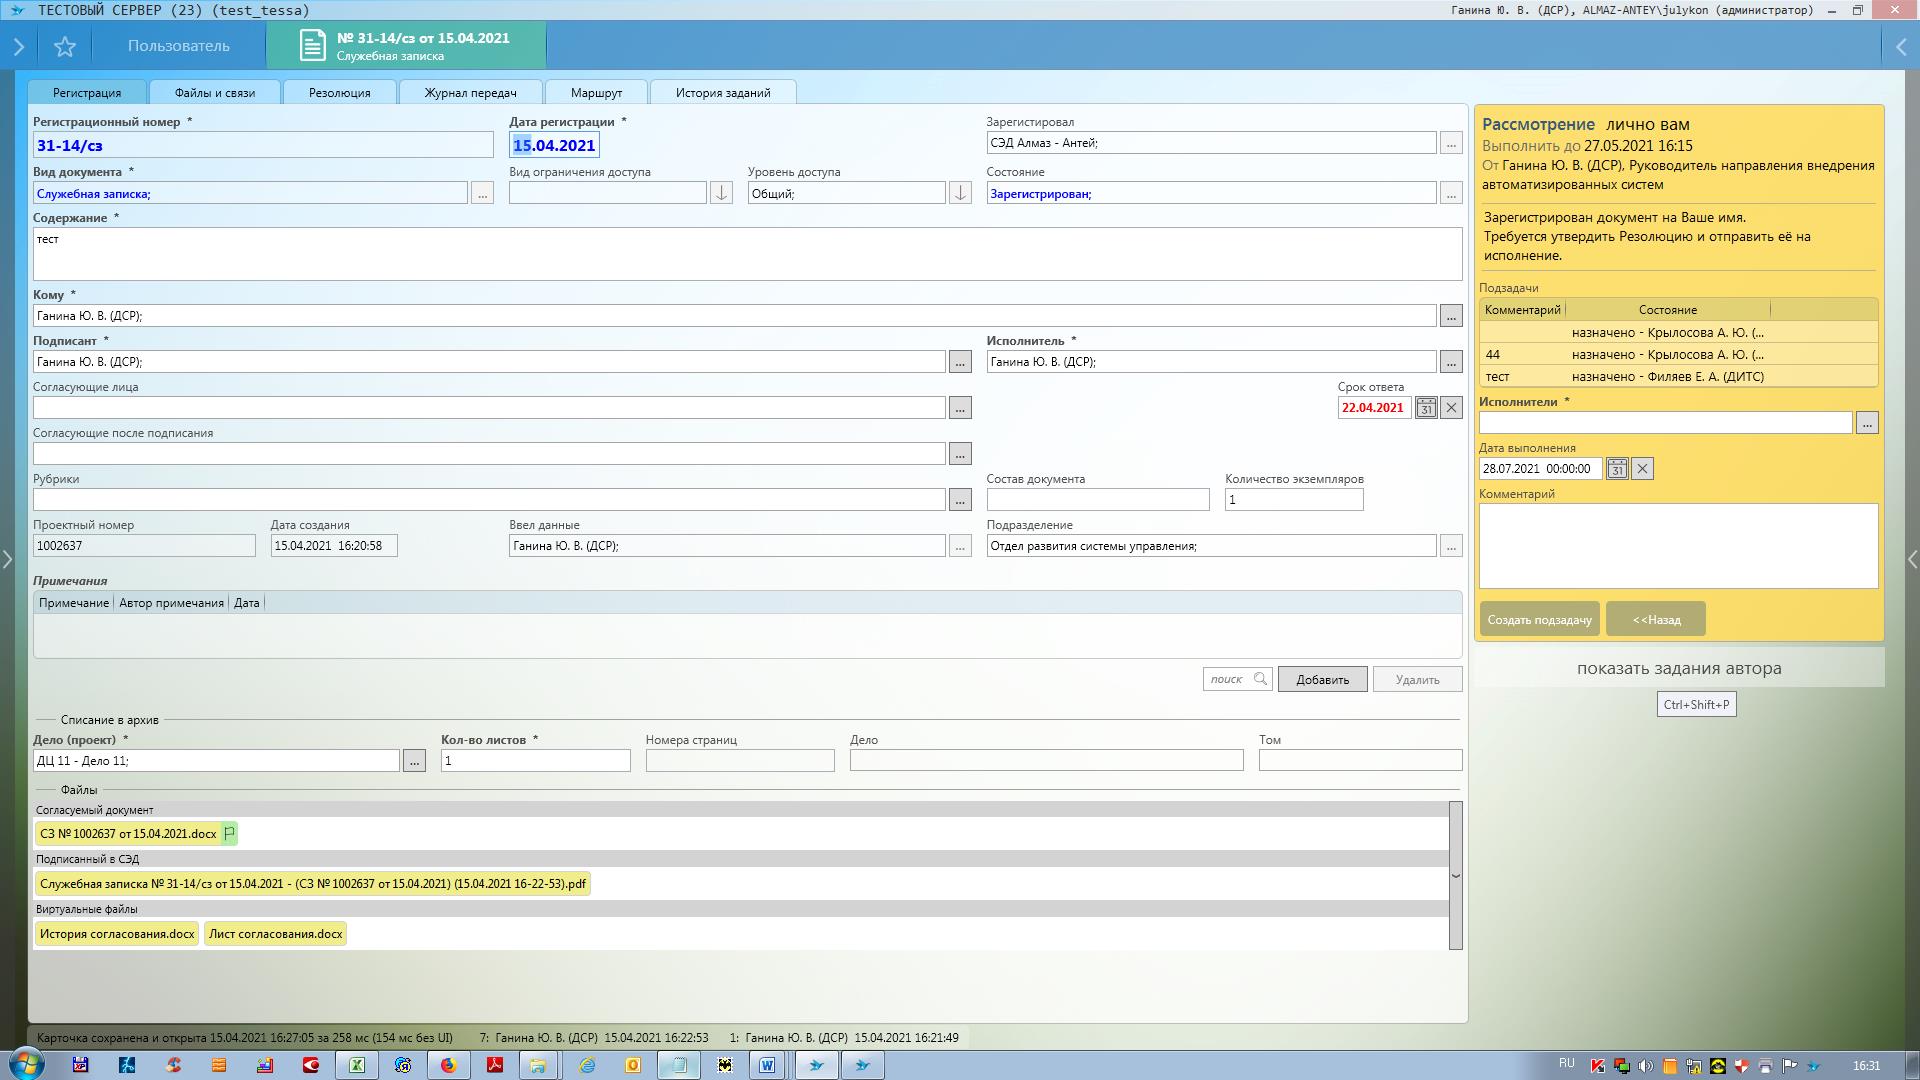 ТЕСТОВЫЙ СЕРВЕР (23) (test_tessa)
Ганина Ю. В. (ДСР), ALMAZ-ANTEY\julykon (администратор)
Пользователь
№ 31-14/сз от 15.04.2021
Служебная записка
Регистрация
Файлы и связи
Резолюция
Журнал передач
Маршрут
История заданий
Регистрационный номер *
Дата регистрации *
Зарегистрировал
31-14/сз
15.04.2021
СЭД Алмаз - Антей;
...
Вид документа *
Вид ограничения доступа
Уровень доступа
Состояние
Служебная записка;
...
Общий;
Зарегистрирован;
...
Содержание *
тест
Кому *
Ганина Ю. В. (ДСР);
...
Подписант *
Исполнитель *
Ганина Ю. В. (ДСР);
...
Ганина Ю. В. (ДСР);
...
Согласующие лица
Срок ответа
...
22.04.2021
31
Согласующие после подписания
...
Рубрики
Состав документа
Количество экземпляров
...
1
Проектный номер
Дата создания
Ввел данные
Подразделение
1002637
15.04.2021 16:20:58
Ганина Ю. В. (ДСР);
...
Отдел развития системы управления;
...
Примечания
Примечание
Автор примечания
Дата
поиск
Добавить
Удалить
Списание в архив
Дело (проект) *
Кол-во листов *
Номера страниц
Дело
Том
ДЦ 11 - Дело 11;
...
1
Файлы
Согласуемый документ
СЗ № 1002637 от 15.04.2021.docx
Подписанный в СЭД
Служебная записка № 31-14/сз от 15.04.2021 - (СЗ № 1002637 от 15.04.2021) (15.04.2021 16-22-53).pdf
Виртуальные файлы
История согласования.docx
Лист согласования.docx
Рассмотрение лично вам
Выполнить до 27.05.2021 16:15
От Ганина Ю. В. (ДСР), Руководитель направления внедрения
автоматизированных систем
Зарегистрирован документ на Ваше имя.
Требуется утвердить Резолюцию и отправить её на
исполнение.
Подзадачи
Комментарий
Состояние
назначено - Крылосова А. Ю. (...
44 назначено - Крылосова А. Ю. (...
тест назначено - Филяев Е. А. (ДИТС)
Исполнители *
...
Дата выполнения
28.07.2021 00:00:00
31
Комментарий
Создать подзадачу
<<Назад
показать задания автора
Ctrl+Shift+P
Карточка сохранена и открыта 15.04.2021 16:27:05 за 258 мс (154 мс без UI)
7: Ганина Ю. В. (ДСР) 15.04.2021 16:22:53
1: Ганина Ю. В. (ДСР) 15.04.2021 16:21:49
RU
16:31